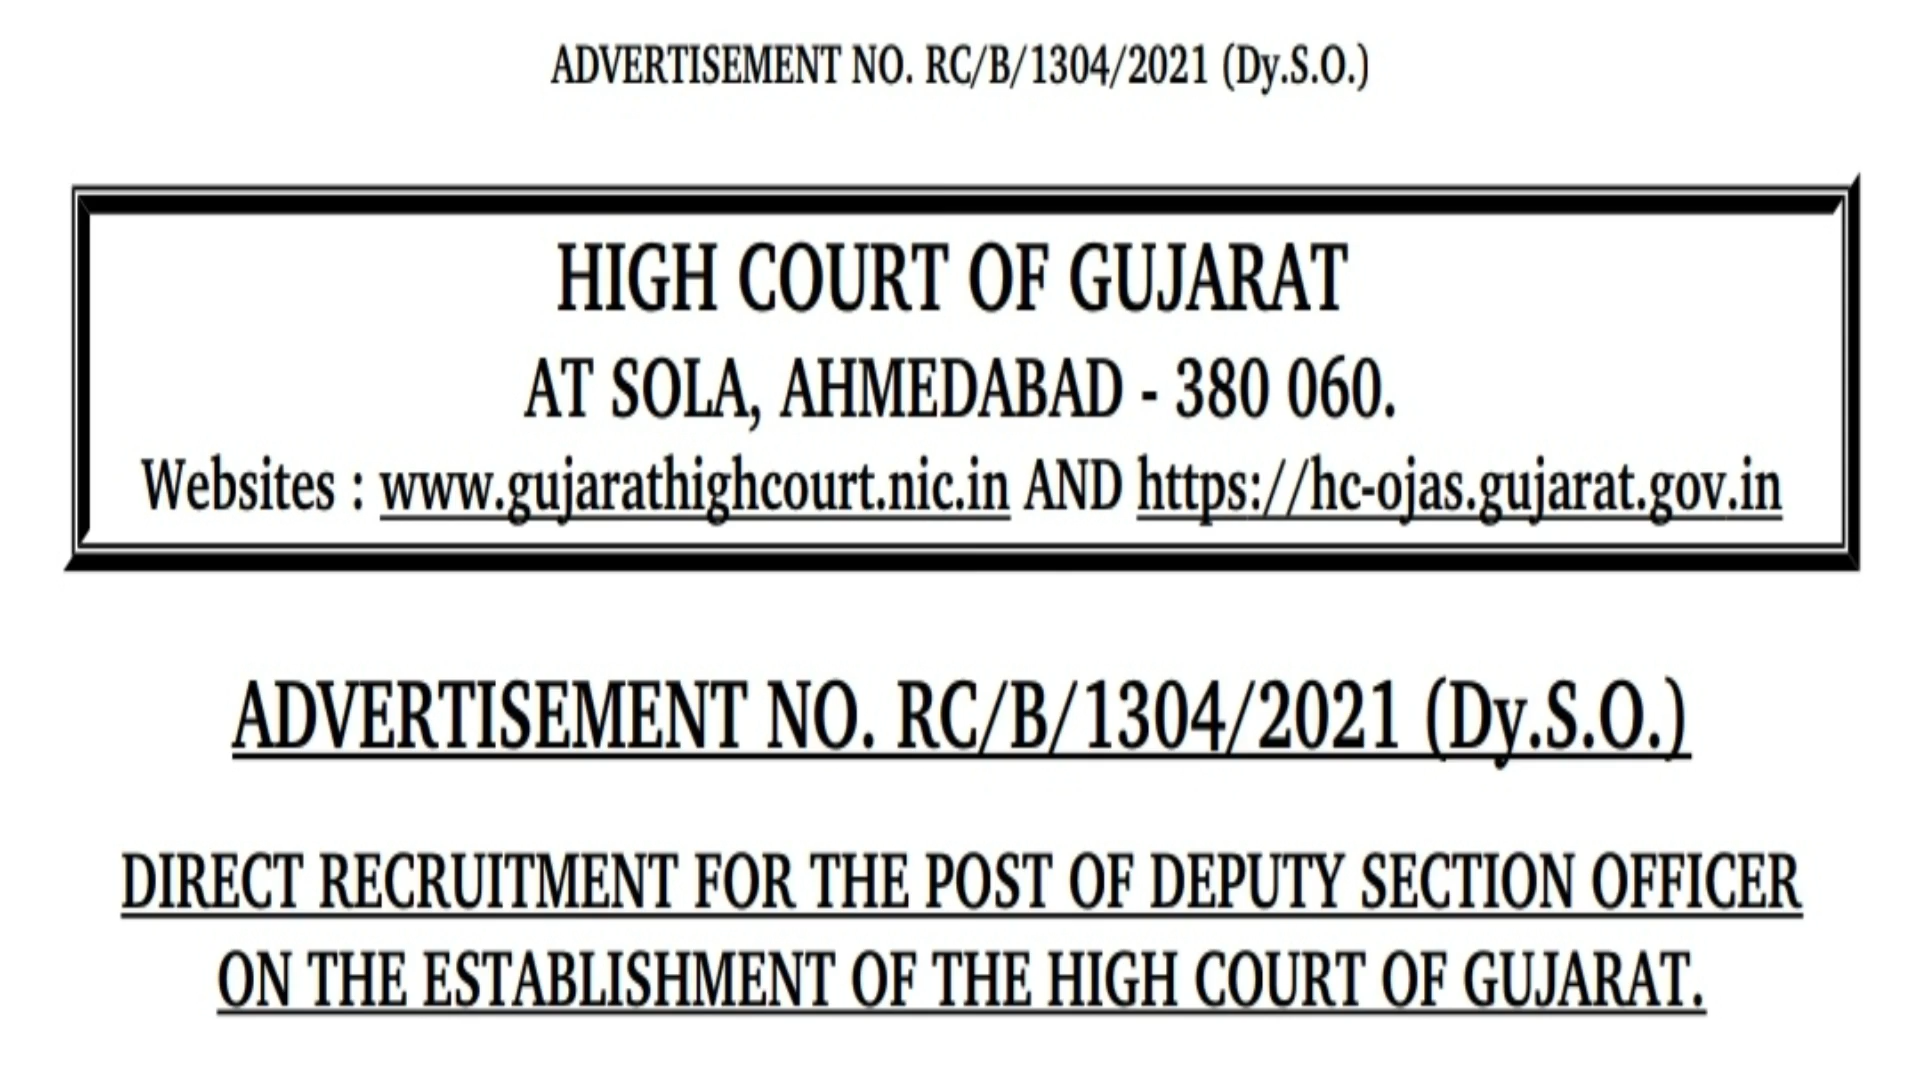 ADVERTISEMENT NO. RC/B/1304/2021 (Dy.S.O.)
HIGH COURT OF GUJARAT
AT SOLA, AHMEDABAD - 380 060.
Websites : www.gujarathighcourt.nic.in AND https://hc-ojas.gujarat.gov.in
ADVERTISEMENT NO. RC/B/1304/2021 (Dy.S.O.)
DIRECT RECRUITMENT FOR THE POST OF DEPUTY SECTION OFFICER
ON THE ESTABLISHMENT OF THE HIGH COURT OF GUJARAT.